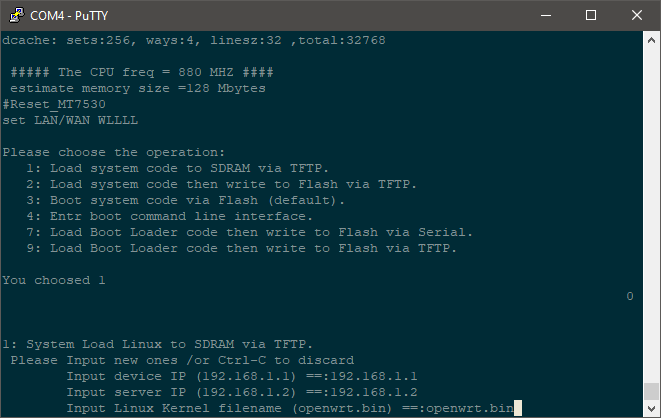 COM4 - PuTTY
dcache: sets:256, ways:4, linesz:32 ,total:32768
##### The CPU freq = 880 MHZ ####
estimate memory size =128 Mbytes
#Reset_MT7530
set LAN/WAN WLLLL
Please choose the operation:
1: Load system code to SDRAM via TFTP.
2: Load system code then write to Flash via TFTP.
3: Boot system code via Flash (default).
4: Entr boot command line interface.
7: Load Boot Loader code then write to Flash via Serial.
9: Load Boot Loader code then write to Flash via TFTP.
You choosed 1
0
1: System Load Linux to SDRAM via TFTP.
Please Input new ones /or Ctrl-C to discard
Input device IP (192.168.1.1) ==:192.168.1.1
Input server IP (192.168.1.2) ==:192.168.1.2
Input Linux Kernel filename (openwrt.bin) ==:openwrt.bin